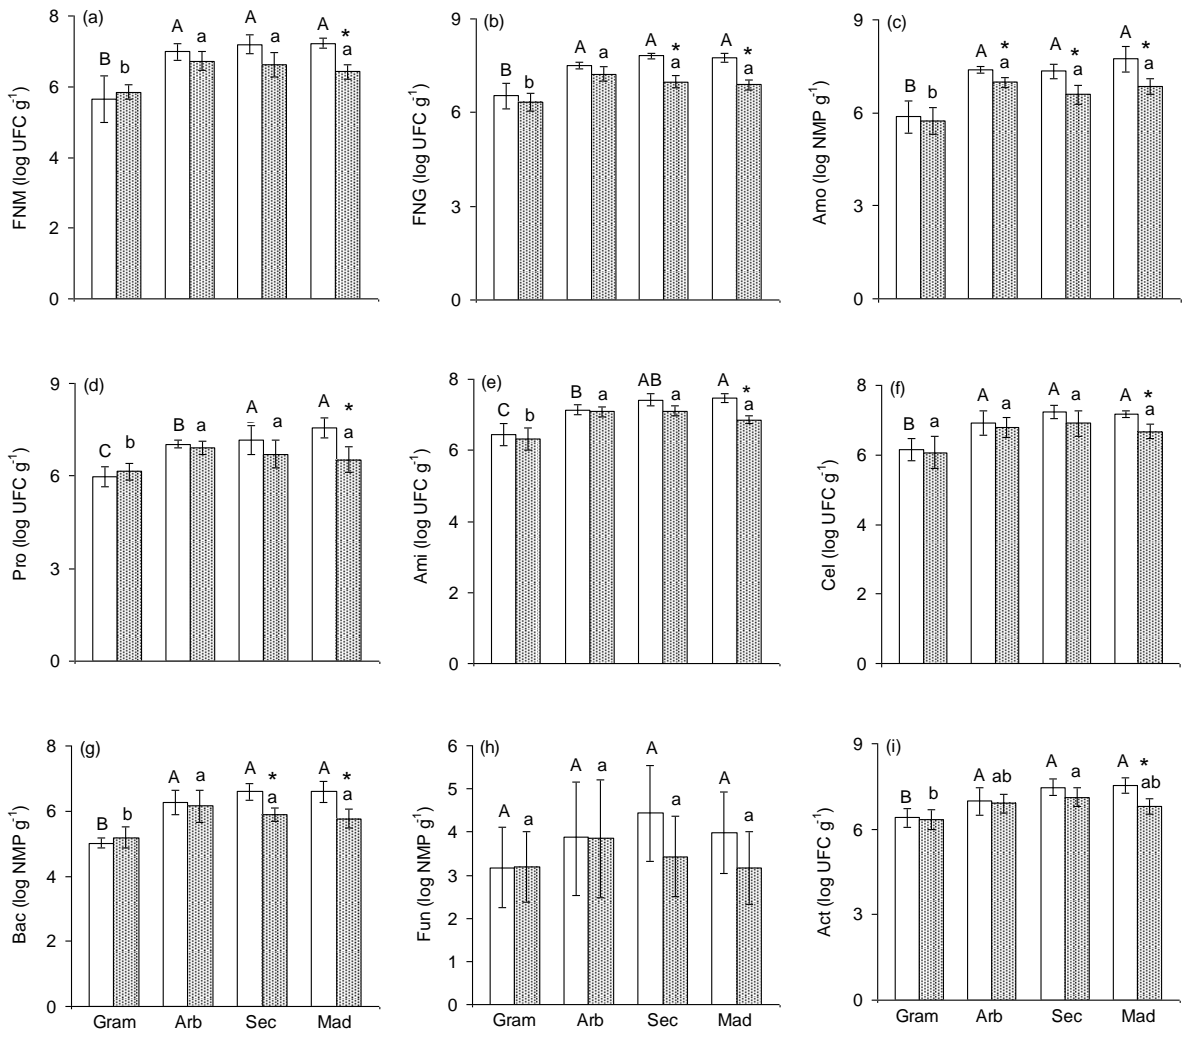 (a)
FNM (log UFC g⁻¹)
8
6
4
2
0
B b A a A a A * a
(b)
FNG (log UFC g⁻¹)
9
6
3
0
B b A a A * a A * a
(c)
Amo (log NMP g⁻¹)
9
6
3
0
B b A * a A * a A * a
(d)
Pro (log UFC g⁻¹)
9
6
3
0
C b B a A a A * a
(e)
Ami (log UFC g⁻¹)
8
6
4
2
0
C b B a AB a A * a
(f)
Cel (log UFC g⁻¹)
8
6
4
2
0
B a A a A a A * a
(g)
Bac (log NMP g⁻¹)
8
6
4
2
0
B b A a A * a A * a
Gram Arb Sec Mad
(h)
Fun (log NMP g⁻¹)
6
5
4
3
2
1
0
A a A a A a A a
Gram Arb Sec Mad
(i)
Act (log UFC g⁻¹)
9
6
3
0
B b A ab A a A * ab
Gram Arb Sec Mad